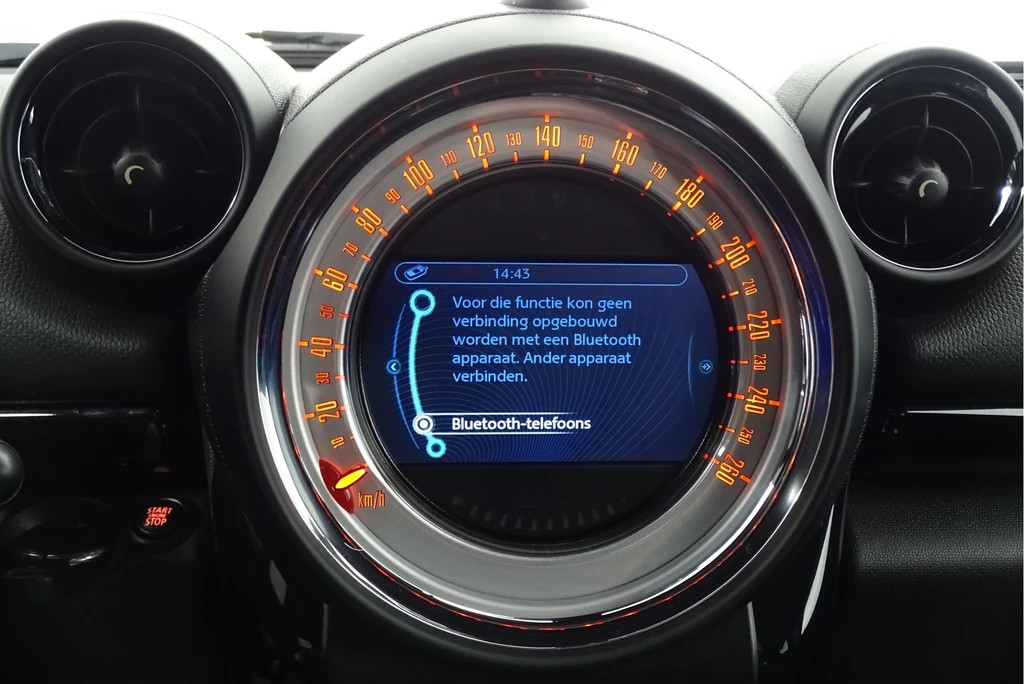 10
20
30
40
50
60
70
80
90
100
110
120
130
140
150
160
170
180
190
200
210
220
230
240
250
260
km/h
14:43
Voor die functie kon geen
verbinding opgebouwd
worden met een Bluetooth
apparaat. Ander apparaat
verbinden.
Bluetooth-telefoons
START
ENGINE
STOP